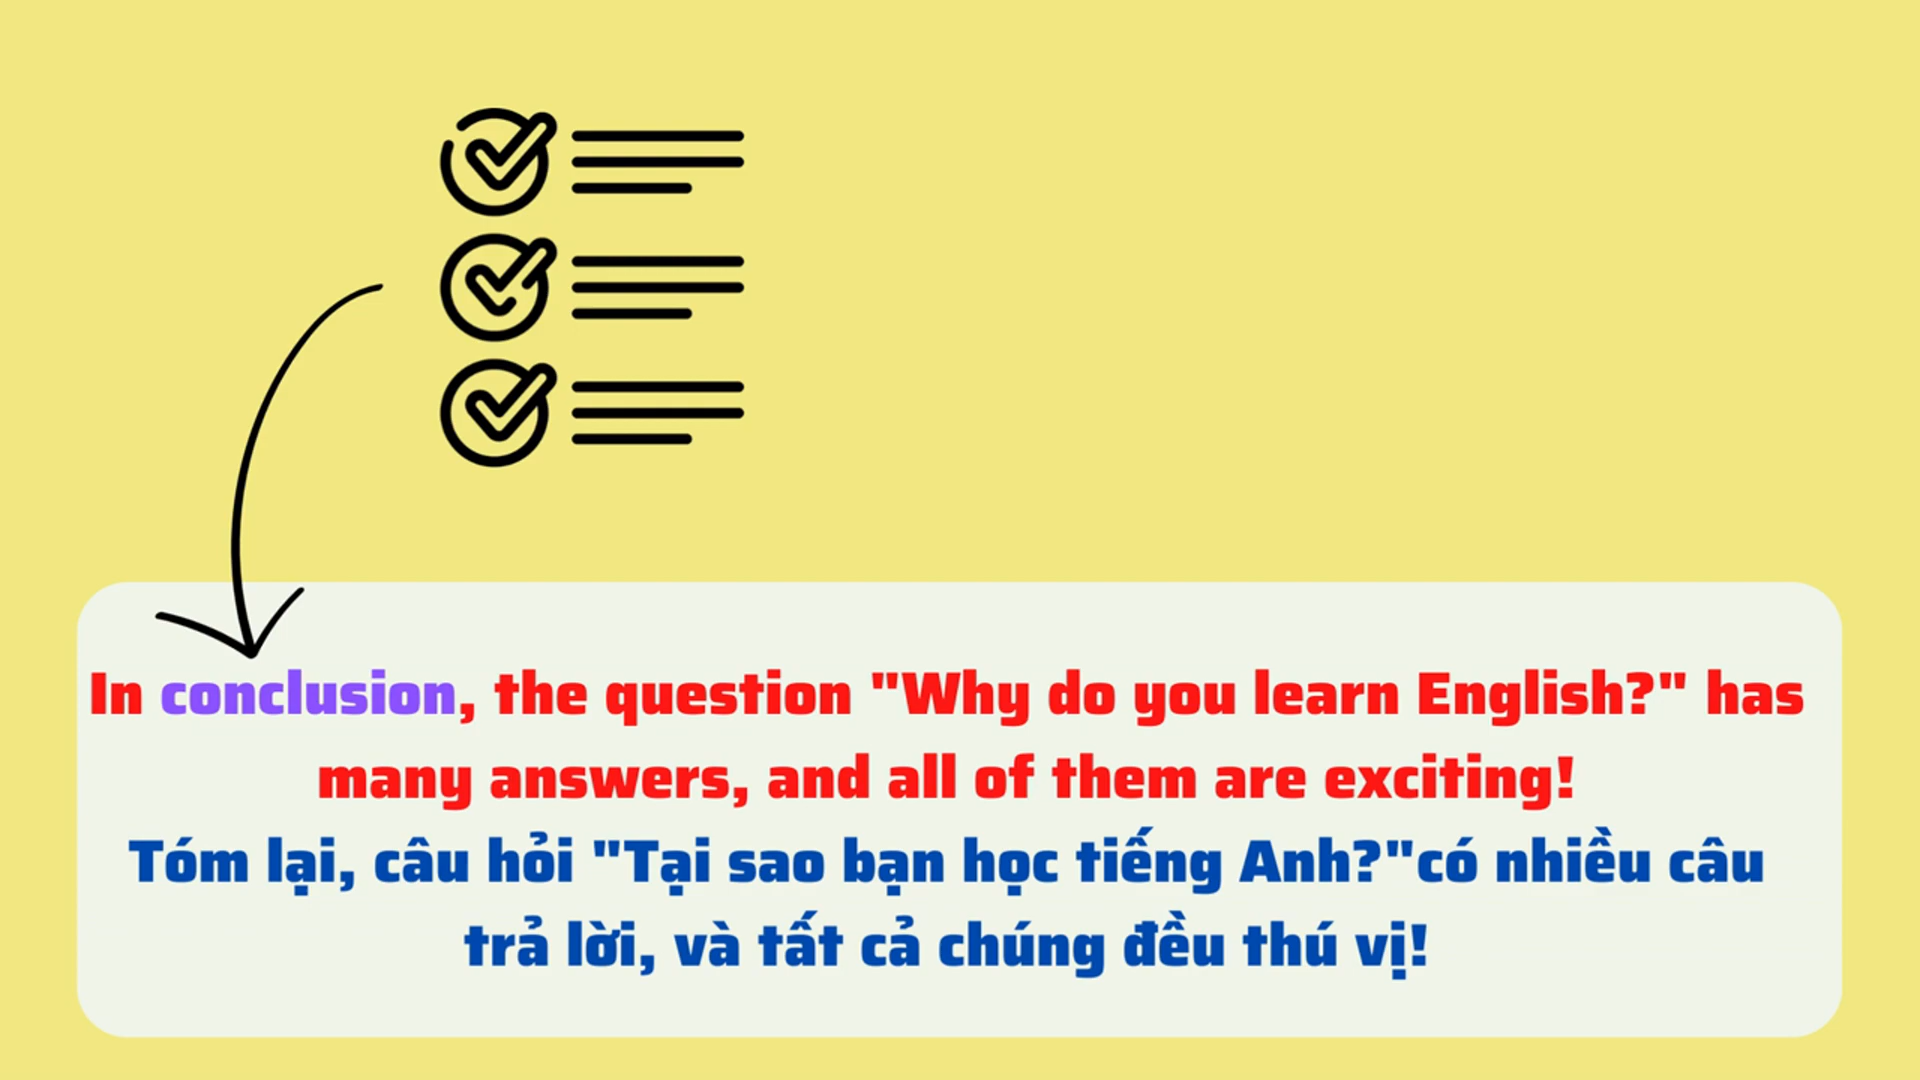 In conclusion, the question "Why do you learn English?" has
many answers, and all of them are exciting!
Tóm lại, câu hỏi "Tại sao bạn học tiếng Anh?"có nhiều câu
trả lời, và tất cả chúng đều thú vị!